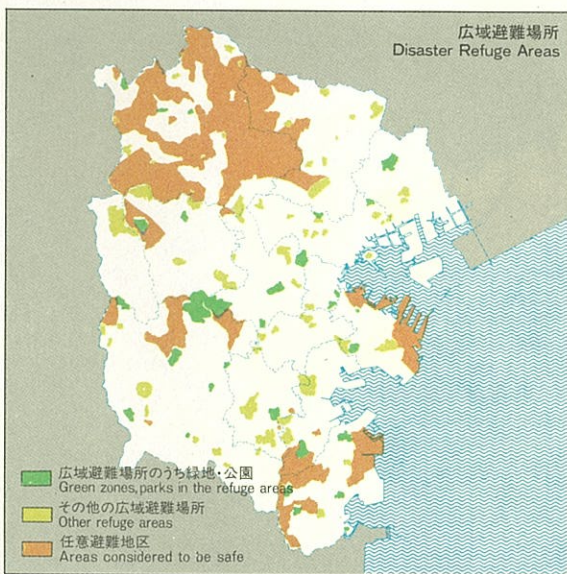 広域避難場所
Disaster Refuge Areas
広域避難場所のうち緑地・公園
Green zones, parks in the refuge areas
その他の広域避難場所
Other refuge areas
任意避難地区
Areas considered to be safe